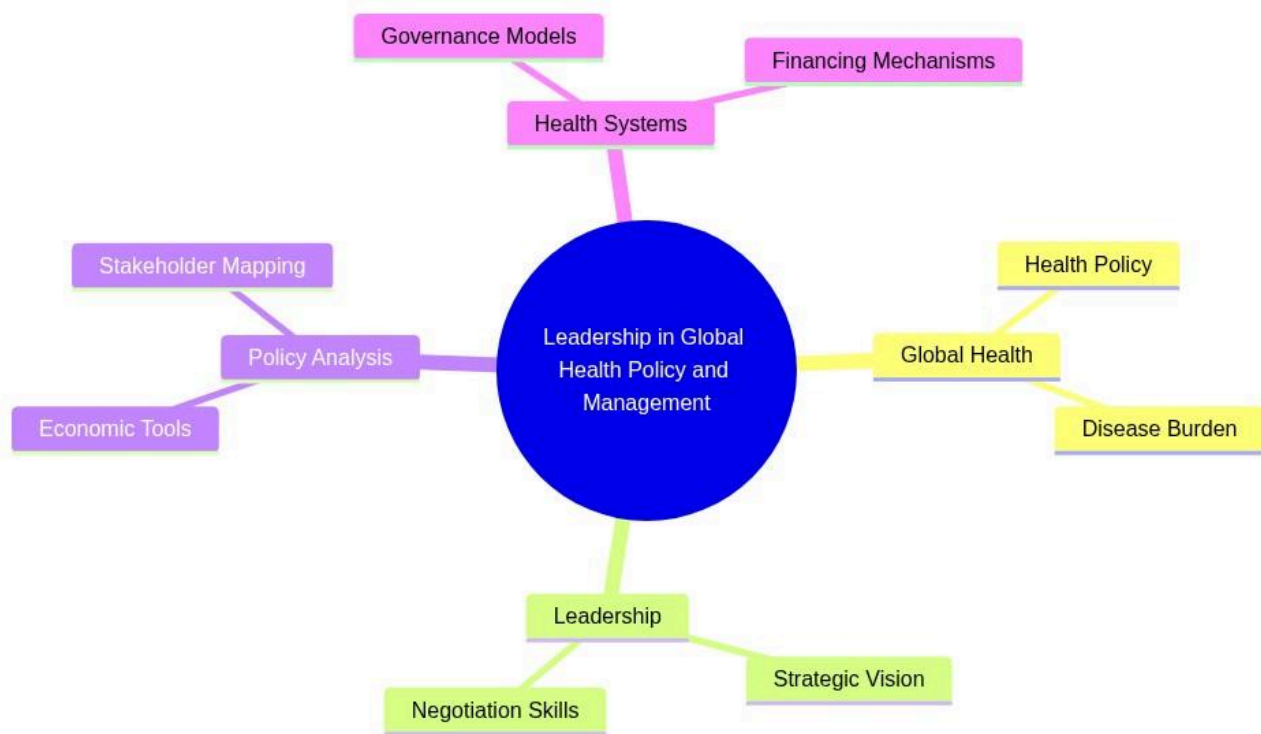 Governance Models
Financing Mechanisms
Health Systems
Stakeholder Mapping
Health Policy
Policy Analysis
Leadership in Global
Health Policy and
Management
Global Health
Economic Tools
Disease Burden
Leadership
Strategic Vision
Negotiation Skills